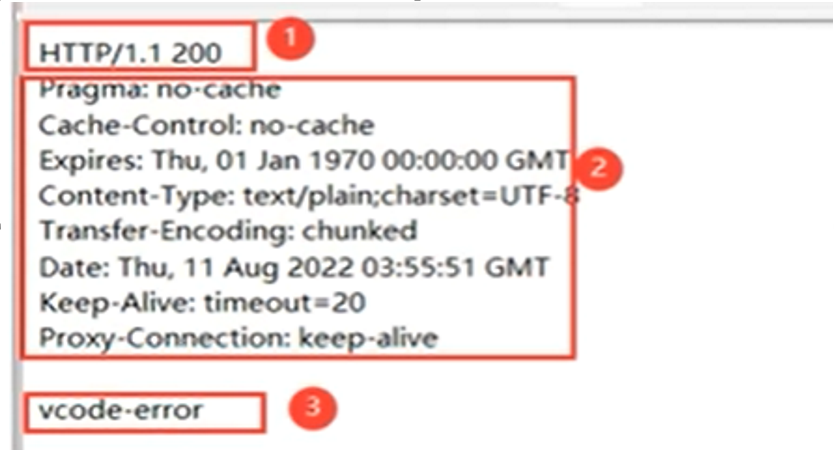 HTTP/1.1 200
1
Pragma: no-cache
Cache-Control: no-cache
Expires: Thu, 01 Jan 1970 00:00:00 GMT
2
Content-Type: text/plain;charset=UTF-8
Transfer-Encoding: chunked
Date: Thu, 11 Aug 2022 03:55:51 GMT
Keep-Alive: timeout=20
Proxy-Connection: keep-alive
vcode-error
3